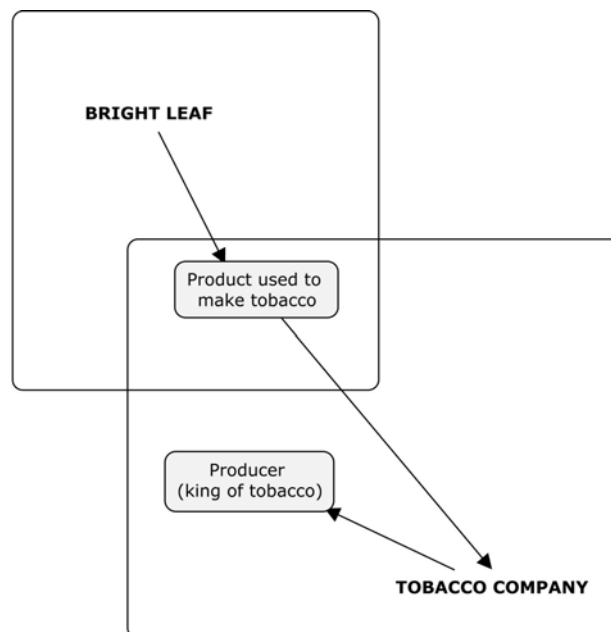 BRIGHT LEAF
Product used to
make tobacco
Producer
(king of tobacco)
TOBACCO COMPANY